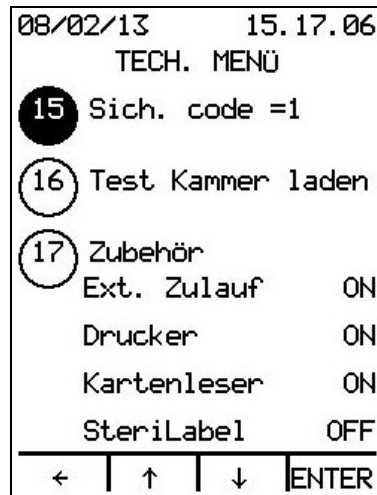 08/02/13 15.17.06
TECH. MENÜ
15 Sich. code =1
16 Test Kammer laden
17 Zubehör
Ext. Zulauf ON
Drucker ON
Kartenleser ON
SteriLabel OFF
← ↑ ↓ ENTER